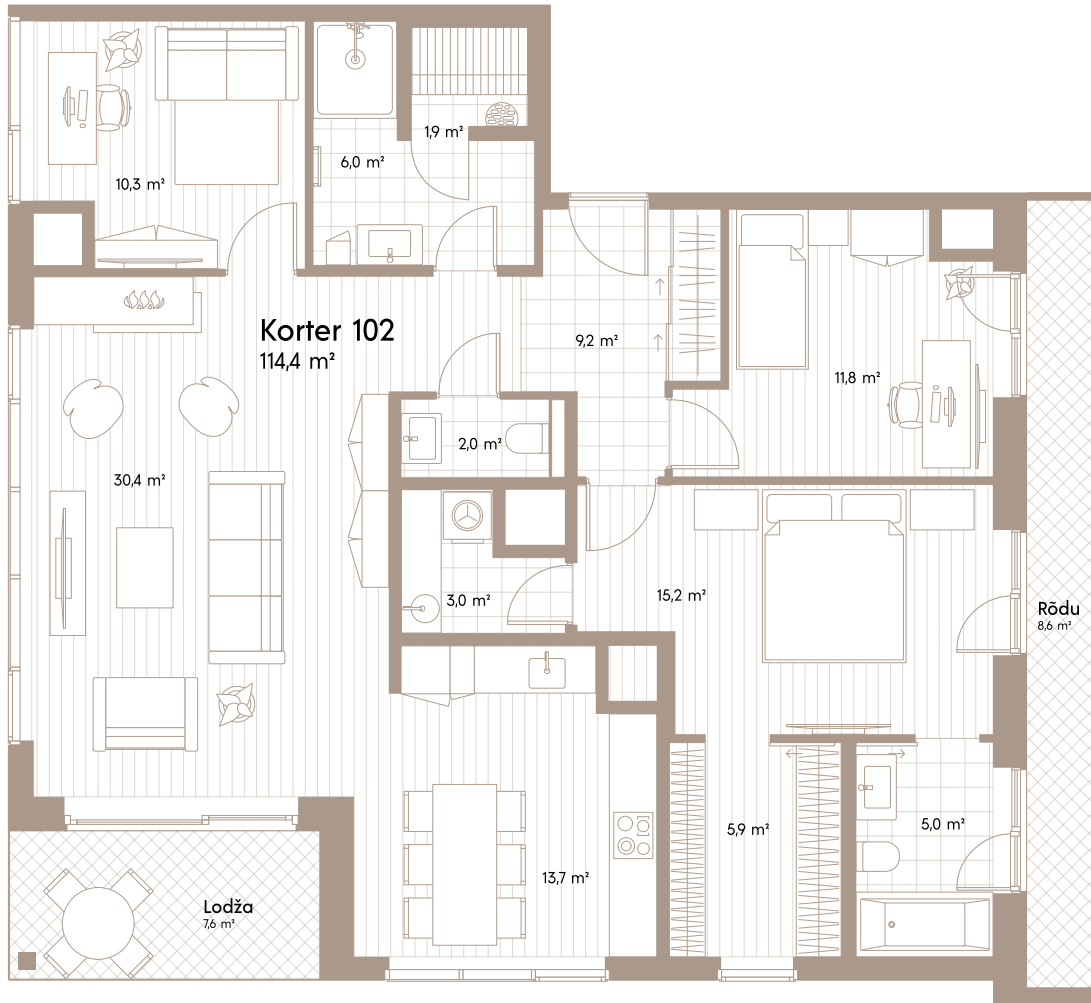 1,9 m²
6,0 m²
10,3 m²
Korter 102
114,4 m²
9,2 m²
11,8 m²
2,0 m²
30,4 m²
15,2 m²
3,0 m²
Rõdu
8,6 m²
5,9 m²
5,0 m²
13,7 m²
Lodža
7,6 m²